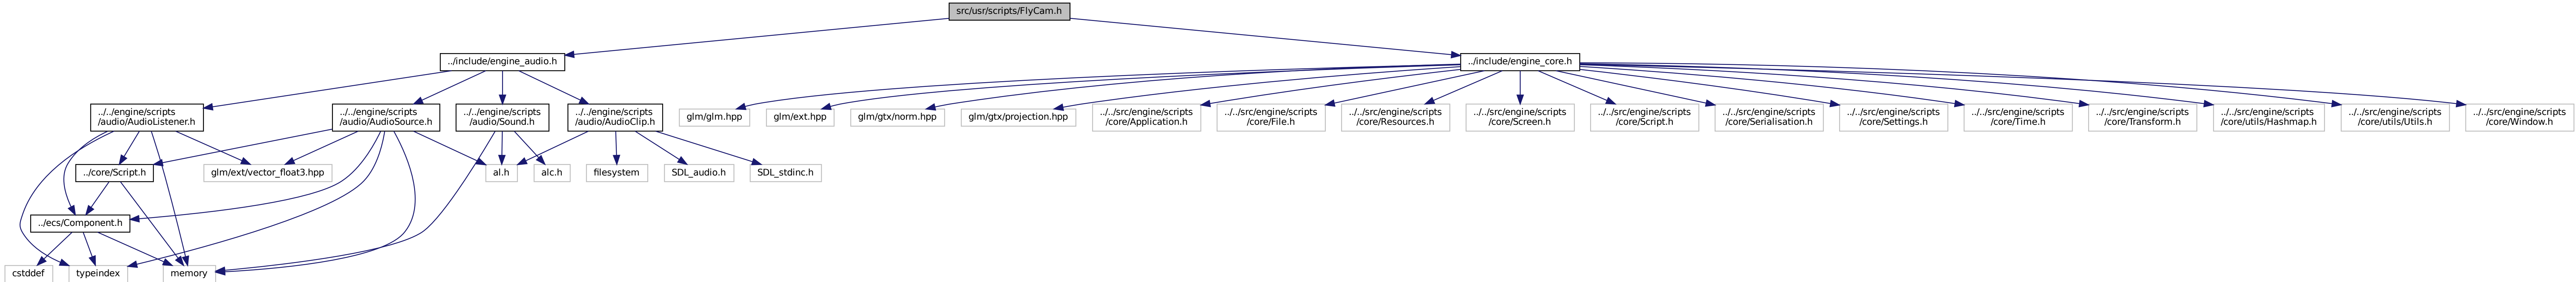 src/usr/scripts/FlyCam.h
../include/engine_audio.h
../include/engine_core.h
../../engine/scripts
/audio/AudioListener.h
../../engine/scripts
/audio/AudioSource.h
../../engine/scripts
/audio/Sound.h
../../engine/scripts
/audio/AudioClip.h
glm/glm.hpp
glm/ext.hpp
glm/gtx/norm.hpp
glm/gtx/projection.hpp
../../src/engine/scripts
/core/Application.h
../../src/engine/scripts
/core/File.h
../../src/engine/scripts
/core/Resources.h
../../src/engine/scripts
/core/Screen.h
../../src/engine/scripts
/core/Script.h
../../src/engine/scripts
/core/Serialisation.h
../../src/engine/scripts
/core/Settings.h
../../src/engine/scripts
/core/Time.h
../../src/engine/scripts
/core/Transform.h
../../src/engine/scripts
/core/utils/Hashmap.h
../../src/engine/scripts
/core/utils/Utils.h
../../src/engine/scripts
/core/Window.h
../core/Script.h
glm/ext/vector_float3.hpp
al.h
alc.h
filesystem
SDL_audio.h
SDL_stdinc.h
../ecs/Component.h
cstddef
typeindex
memory